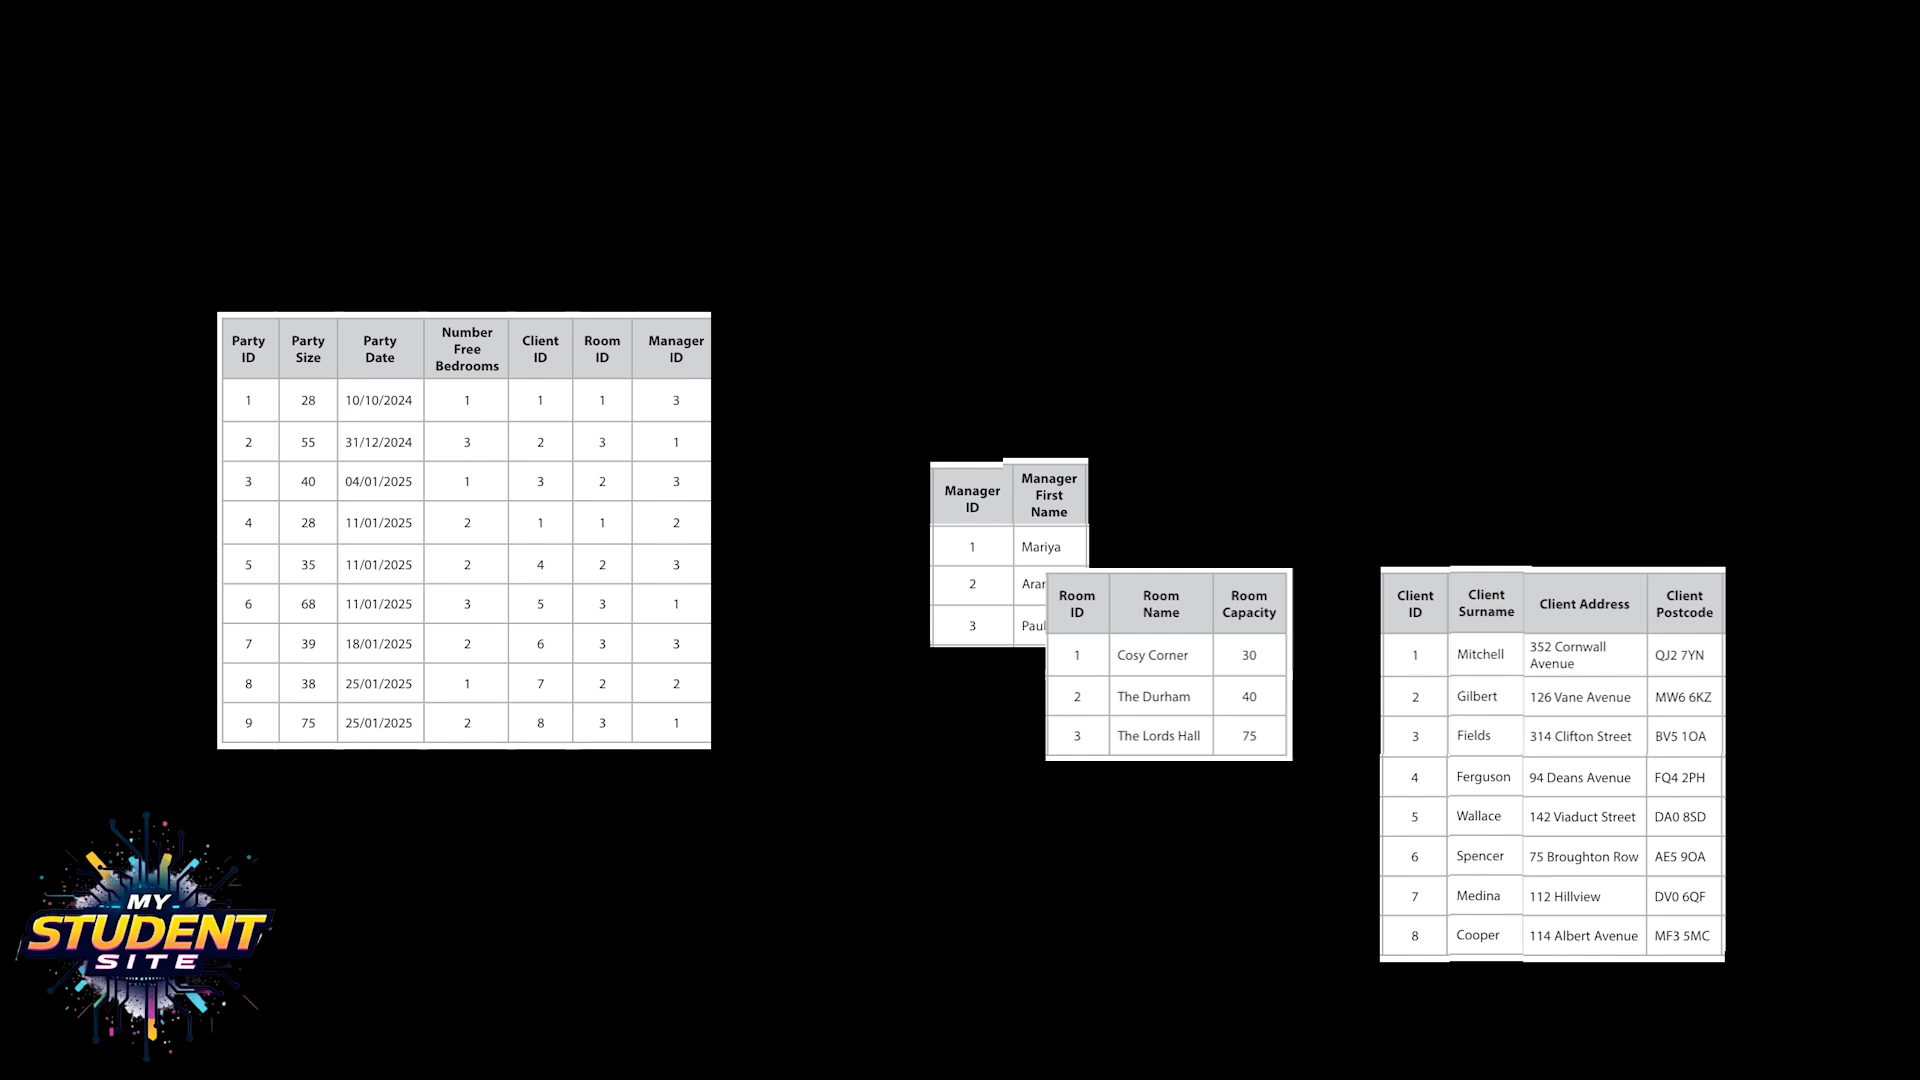 Party ID Party Size Party Date Number Free Bedrooms Client ID Room ID Manager ID
1 28 10/10/2024 1 1 1 3
2 55 31/12/2024 3 2 3 1
3 40 04/01/2025 1 3 2 3
4 28 11/01/2025 2 1 1 2
5 35 11/01/2025 2 4 2 3
6 68 11/01/2025 3 5 3 1
7 39 18/01/2025 2 6 3 3
8 38 25/01/2025 1 7 2 2
9 75 25/01/2025 2 8 3 1
Manager ID Manager First Name
1 Mariya
2
3 Paul
Room ID Room Name Room Capacity
1 Cosy Corner 30
2 The Durham 40
3 The Lords Hall 75
Client ID Client Surname Client Address Client Postcode
1 Mitchell 352 Cornwall Avenue QJ2 7YN
2 Gilbert 126 Vane Avenue MW6 6KZ
3 Fields 314 Clifton Street BV5 1OA
4 Ferguson 94 Deans Avenue FQ4 2PH
5 Wallace 142 Viaduct Street DA0 8SD
6 Spencer 75 Broughton Row AE5 9OA
7 Medina 112 Hillview DV0 6QF
8 Cooper 114 Albert Avenue MF3 5MC
MY
STUDENT
SITE